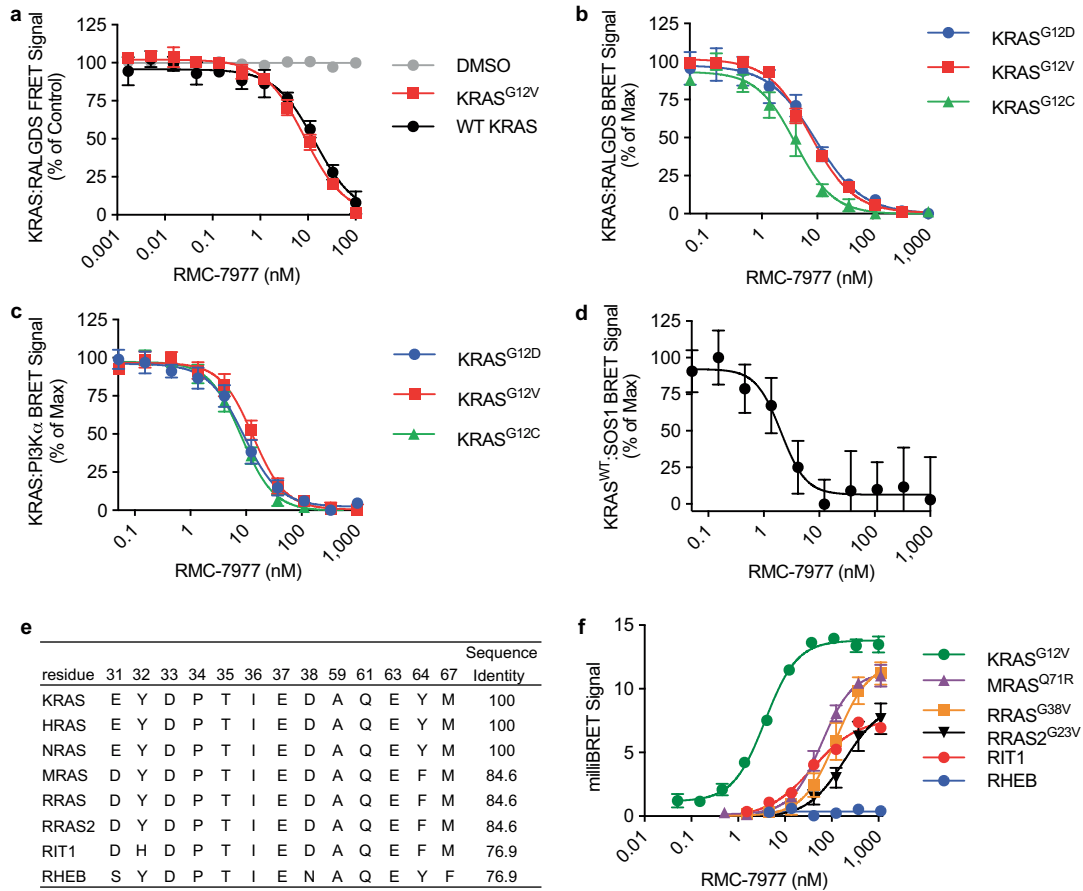 a
KRAS:RALGDS FRET Signal
(% of Control)
125
100
75
50
25
0
0.001
0.01
0.1
1
10
100
RMC-7977 (nM)
DMSO
KRASG12V
WT KRAS
b
KRAS:RALGDS BRET Signal
(% of Max)
125
100
75
50
25
0
0.1
1
10
100
1,000
RMC-7977 (nM)
KRASG12D
KRASG12V
KRASG12C
c
KRAS:PI3Kα BRET Signal
(% of Max)
125
100
75
50
25
0
0.1
1
10
100
1,000
RMC-7977 (nM)
KRASG12D
KRASG12V
KRASG12C
d
KRASWT:SOS1 BRET Signal
(% of Max)
125
100
75
50
25
0
0.1
1
10
100
1,000
RMC-7977 (nM)
e
Sequence
residue 31 32 33 34 35 36 37 38 59 61 63 64 67 Identity
KRAS E Y D P T I E D A Q E Y M 100
HRAS E Y D P T I E D A Q E Y M 100
NRAS E Y D P T I E D A Q E Y M 100
MRAS D Y D P T I E D A Q E F M 84.6
RRAS D Y D P T I E D A Q E F M 84.6
RRAS2 D Y D P T I E D A Q E F M 84.6
RIT1 D H D P T I E D A Q E F M 76.9
RHEB S Y D P T I E N A Q E Y F 76.9
f
milliBRET Signal
15
10
5
0
0.01
0.1
1
10
100
1,000
RMC-7977 (nM)
KRASG12V
MRASQ71R
RRASG38V
RRAS2G23V
RIT1
RHEB